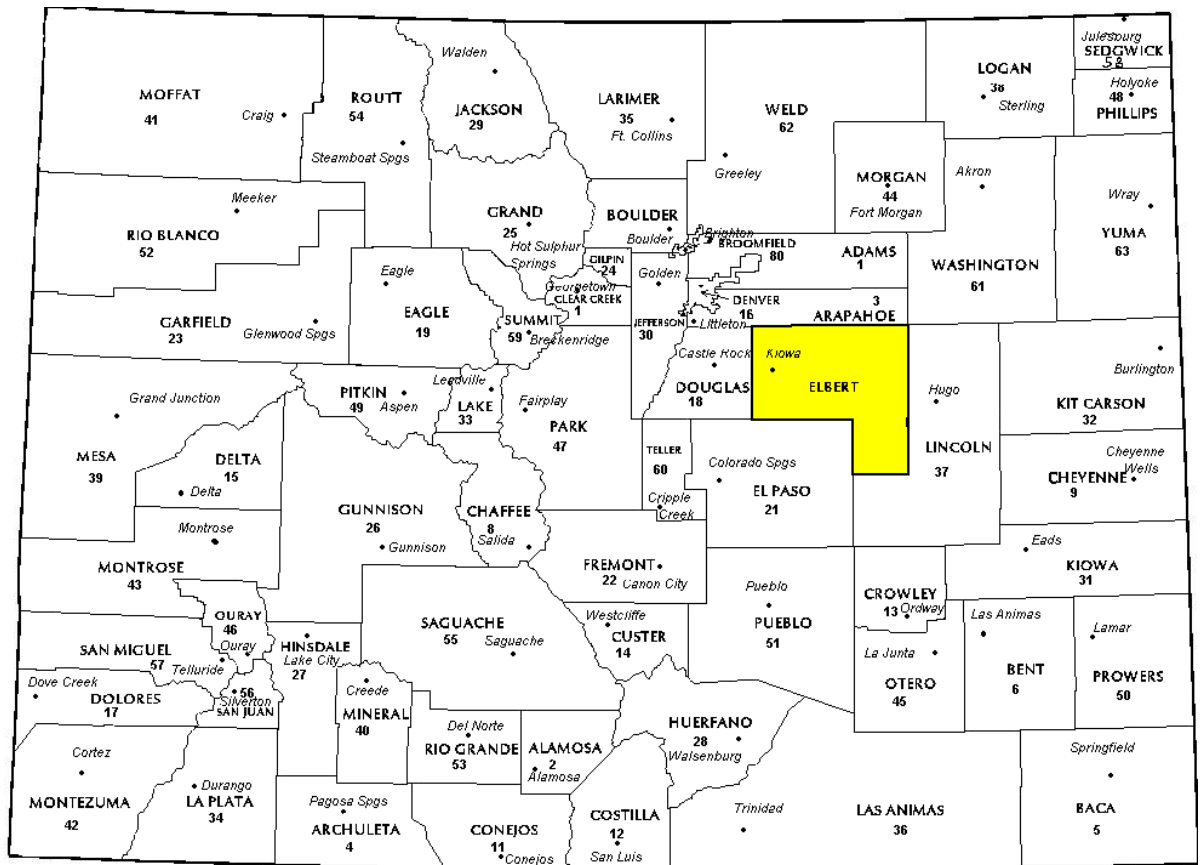 Walden
Julesburg
SEDGWICK
58
MOFFAT
41
Craig
ROUTT
54
Steamboat Spgs
JACKSON
29
LARIMER
35
Ft. Collins
WELD
62
Greeley
LOGAN
38
Sterling
Holyoke
48
PHILLIPS
MORGAN
44
Fort Morgan
Akron
Wray
YUMA
63
Meeker
RIO BLANCO
52
GRAND
25
Hot Sulphur
Springs
BOULDER
Boulder
Brighton
BROOMFIELD
80
ADAMS
1
WASHINGTON
61
GILPIN
24
Golden
Eagle
EAGLE
19
Georgetown
CLEAR CREEK
1
DENVER
16
3
ARAPAHOE
GARFIELD
23
Glenwood Spgs
SUMMIT
59
Breckenridge
JEFFERSON
30
Littleton
Castle Rock
DOUGLAS
18
Kiowa
ELBERT
Hugo
Burlington
KIT CARSON
32
Grand Junction
PITKIN
49
Aspen
Leadville
LAKE
33
Fairplay
PARK
47
MESA
39
DELTA
15
Delta
TELLER
60
Cripple
Creek
Colorado Spgs
EL PASO
21
LINCOLN
37
Cheyenne
Wells
CHEYENNE
9
GUNNISON
26
Gunnison
CHAFFEE
8
Salida
Montrose
MONTROSE
43
FREMONT
22
Canon City
Eads
KIOWA
31
Pueblo
PUEBLO
51
CROWLEY
13
Ordway
OURAY
46
Ouray
HINSDALE
Lake City
27
SAGUACHE
55
Saguache
Westcliffe
CUSTER
14
Las Animas
BENT
6
Lamar
PROWERS
50
SAN MIGUEL
57
Telluride
La Junta
OTERO
45
Dove Creek
DOLORES
17
56
Silverton
SAN JUAN
Creede
MINERAL
40
Del Norte
RIO GRANDE
53
ALAMOSA
2
Alamosa
HUERFANO
28
Walsenburg
Cortez
MONTEZUMA
42
Durango
LA PLATA
34
Pagosa Spgs
ARCHULETA
4
CONEJOS
11
Conejos
COSTILLA
12
San Luis
Trinidad
LAS ANIMAS
36
Springfield
BACA
5